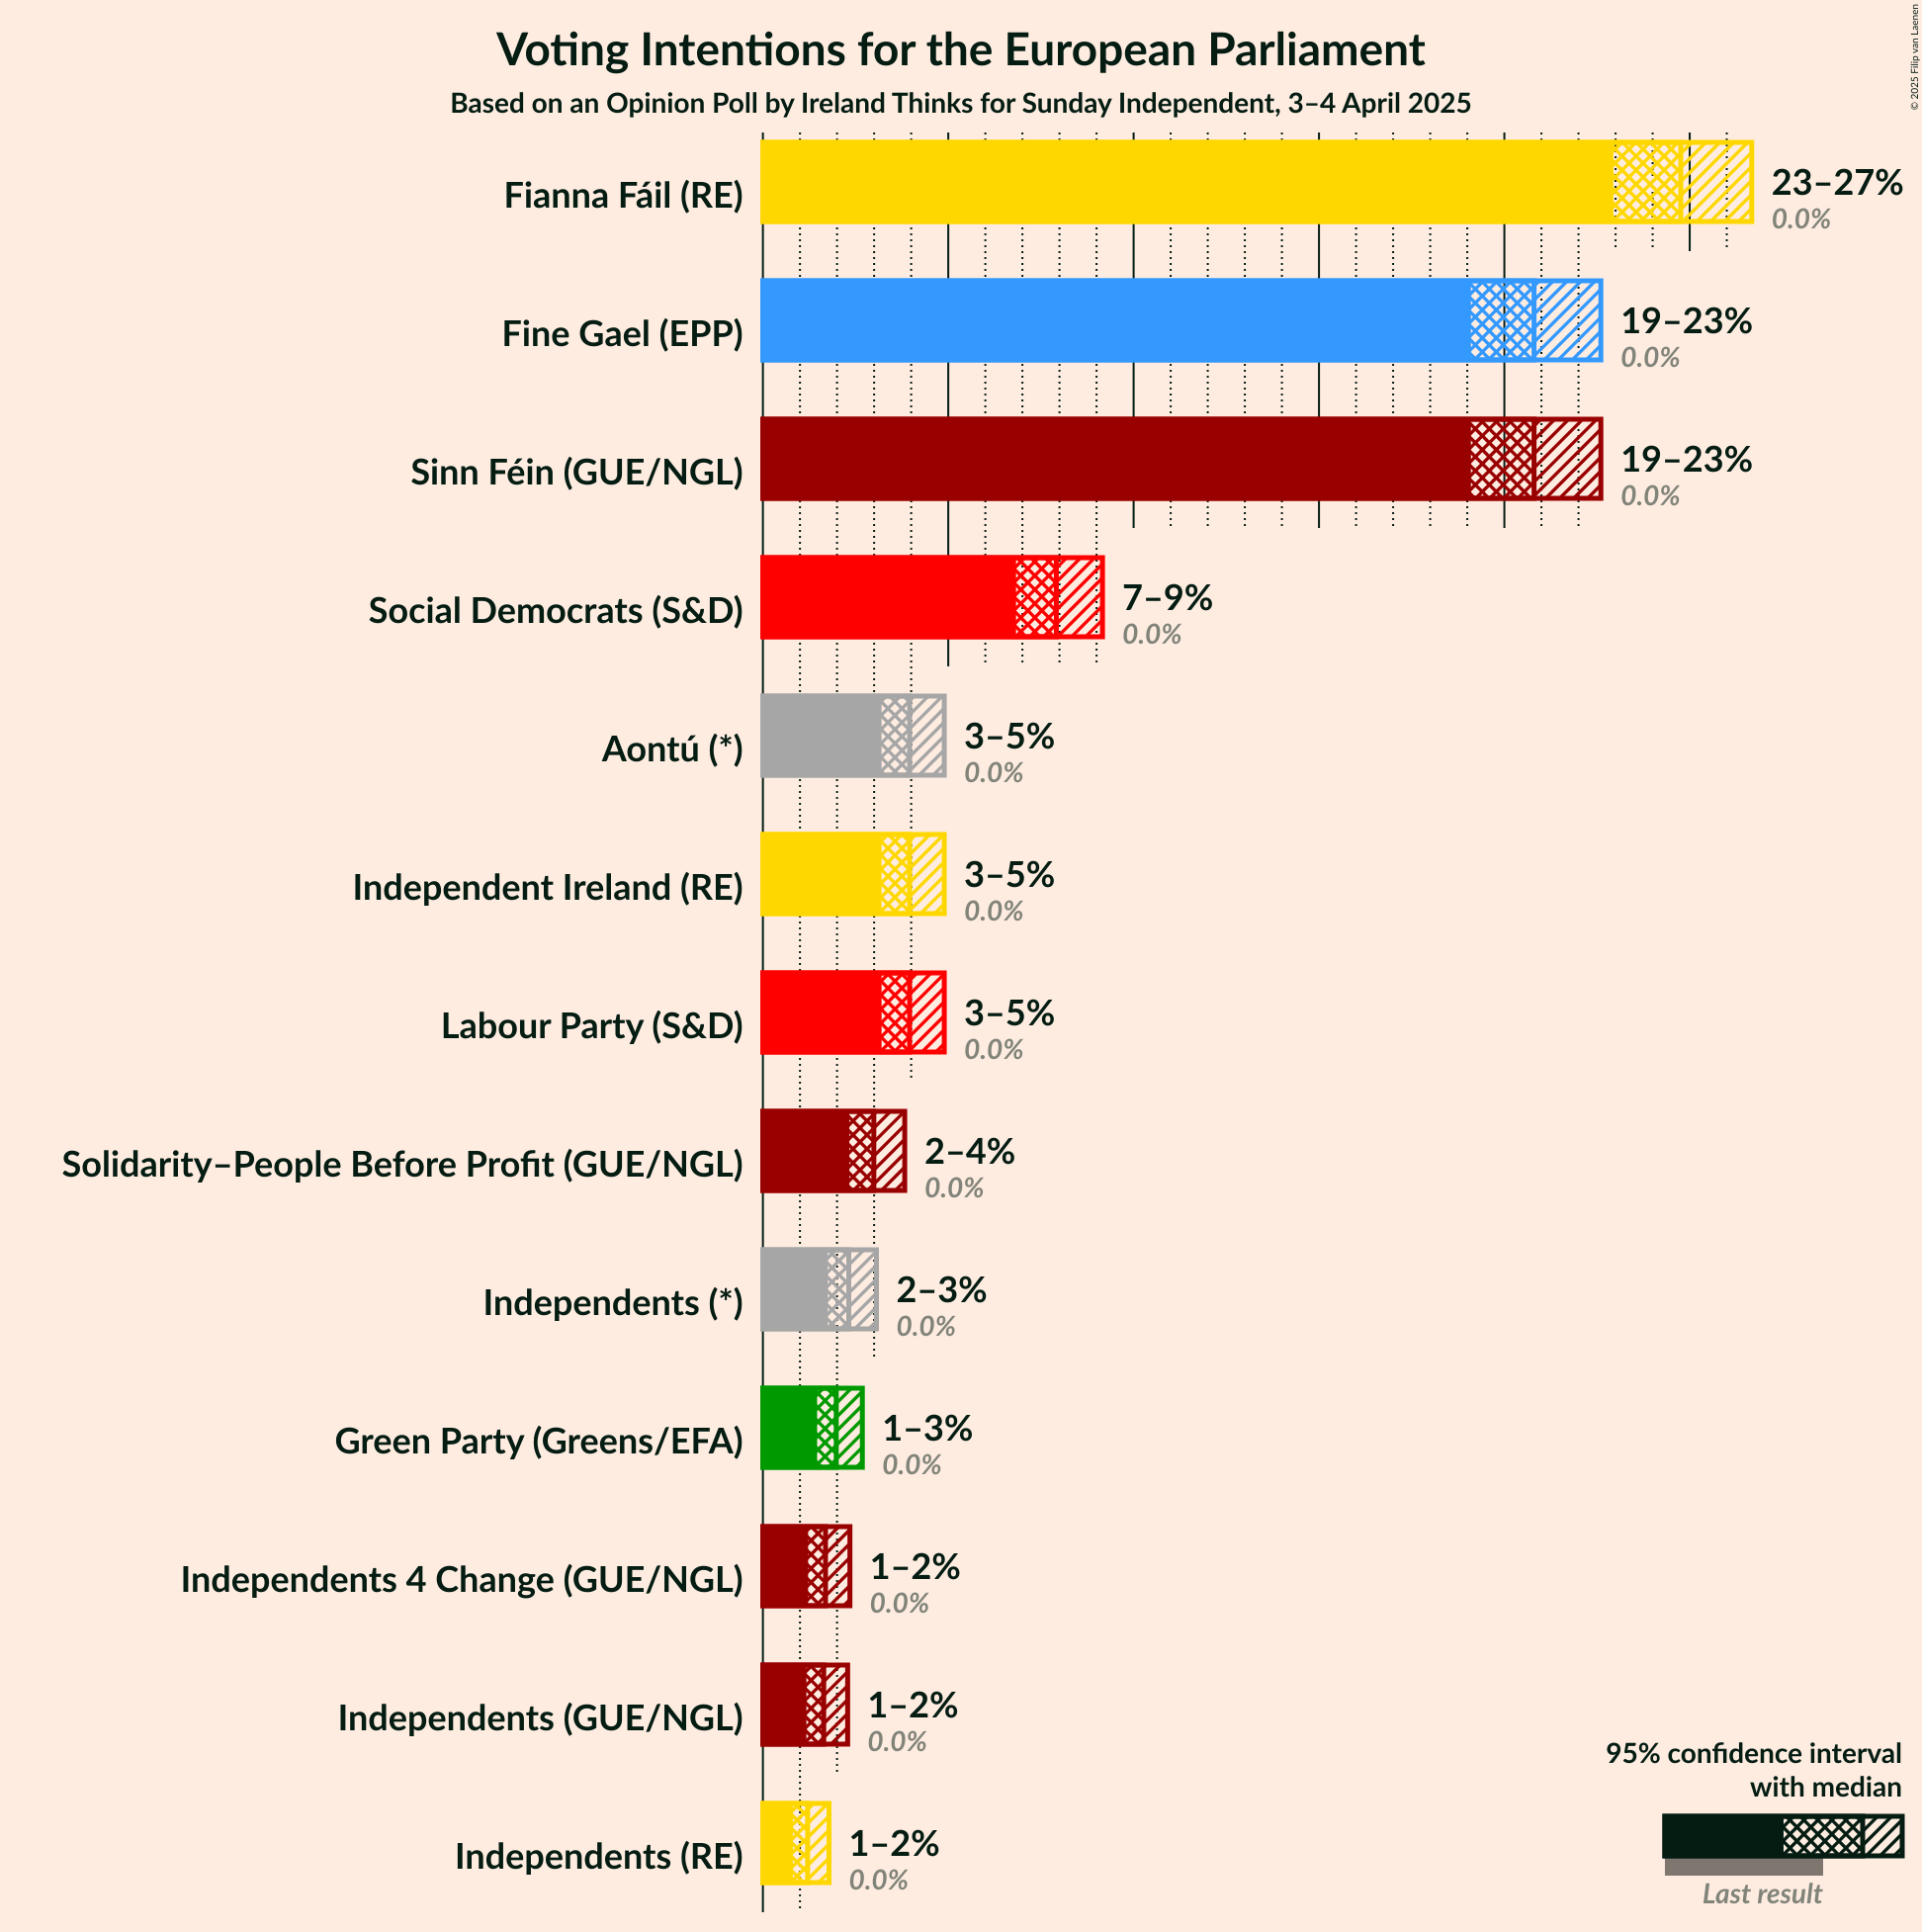 Voting Intentions for the European Parliament
Based on an Opinion Poll by Ireland Thinks for Sunday Independent, 3–4 April 2025
© 2025 Filip van Laenen
Fianna Fáil (RE)
23–27%
0.0%
Fine Gael (EPP)
19–23%
0.0%
Sinn Féin (GUE/NGL)
19–23%
0.0%
Social Democrats (S&D)
7–9%
0.0%
Aontú (*)
3–5%
0.0%
Independent Ireland (RE)
3–5%
0.0%
Labour Party (S&D)
3–5%
0.0%
Solidarity–People Before Profit (GUE/NGL)
2–4%
0.0%
Independents (*)
2–3%
0.0%
Green Party (Greens/EFA)
1–3%
0.0%
Independents 4 Change (GUE/NGL)
1–2%
0.0%
Independents (GUE/NGL)
1–2%
0.0%
Independents (RE)
1–2%
0.0%
95% confidence interval
with median
Last result